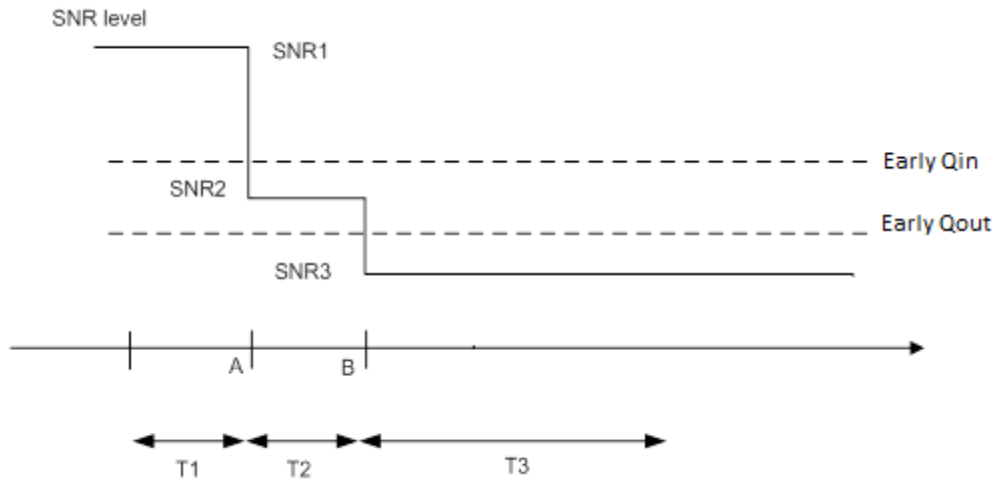 SNR level
SNR1
Early Qin
SNR2
Early Qout
SNR3
A
B
T1
T2
T3